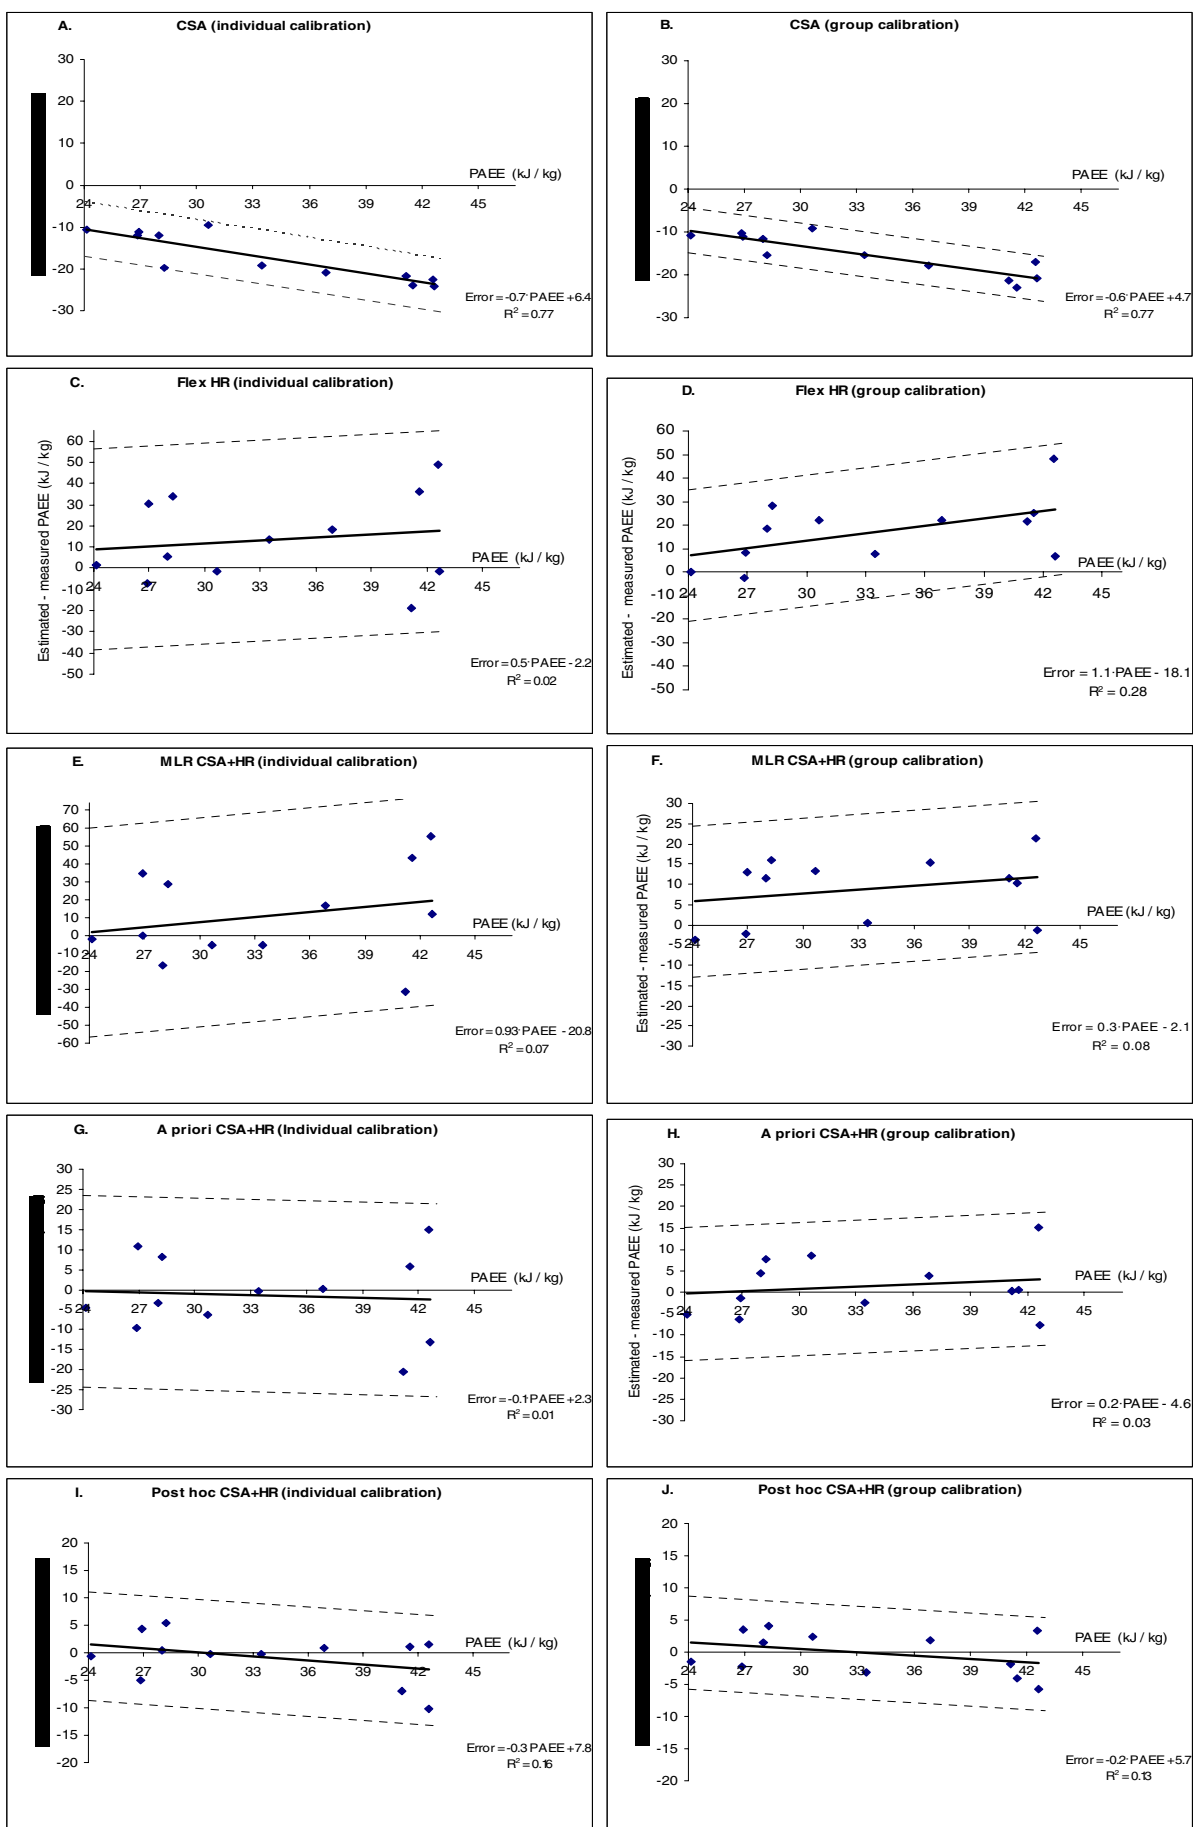 A. CSA (individual calibration)
30
20
10
0
-10
-20
-30
PAEE (kJ / kg)
24 27 30 33 36 39 42 45
Error = -0.7·PAEE + 6.4
R² = 0.77
B. CSA (group calibration)
30
20
10
0
-10
-20
-30
PAEE (kJ / kg)
24 27 30 33 36 39 42 45
Error = -0.6·PAEE + 4.7
R² = 0.77
C. Flex HR (individual calibration)
Estimated - measured PAEE (kJ / kg)
60
50
40
30
20
10
0
-10
-20
-30
-40
-50
PAEE (kJ / kg)
24 27 30 33 36 39 42 45
Error = 0.5·PAEE - 2.2
R² = 0.02
D. Flex HR (group calibration)
Estimated - measured PAEE (kJ / kg)
60
50
40
30
20
10
0
-10
-20
-30
-40
-50
PAEE (kJ / kg)
24 27 30 33 36 39 42 45
Error = 1.1·PAEE - 18.1
R² = 0.28
E. MLR CSA+HR (individual calibration)
70
60
50
40
30
20
10
0
-10
-20
-30
-40
-50
-60
PAEE (kJ / kg)
24 27 30 33 36 39 42 45
Error = 0.93·PAEE - 20.8
R² = 0.07
F. MLR CSA+HR (group calibration)
Estimated - measured PAEE (kJ / kg)
30
25
20
15
10
5
0
-5
-10
-15
-20
-25
-30
PAEE (kJ / kg)
24 27 30 33 36 39 42 45
Error = 0.3·PAEE - 2.1
R² = 0.08
G. A priori CSA+HR (Individual calibration)
30
25
20
15
10
5
0
-5
-10
-15
-20
-25
-30
PAEE (kJ / kg)
24 27 30 33 36 39 42 45
Error = -0.1·PAEE + 2.3
R² = 0.01
H. A priori CSA+HR (group calibration)
Estimated - measured PAEE (kJ / kg)
30
25
20
15
10
5
0
-5
-10
-15
-20
-25
-30
PAEE (kJ / kg)
24 27 30 33 36 39 42 45
Error = 0.2·PAEE - 4.6
R² = 0.03
I. Post hoc CSA+HR (individual calibration)
20
15
10
5
0
-5
-10
-15
-20
PAEE (kJ / kg)
24 27 30 33 36 39 42 45
Error = -0.3 PAEE + 7.8
R² = 0.16
J. Post hoc CSA+HR (group calibration)
20
15
10
5
0
-5
-10
-15
-20
PAEE (kJ / kg)
24 27 30 33 36 39 42 45
Error = -0.2·PAEE + 5.7
R² = 0.13